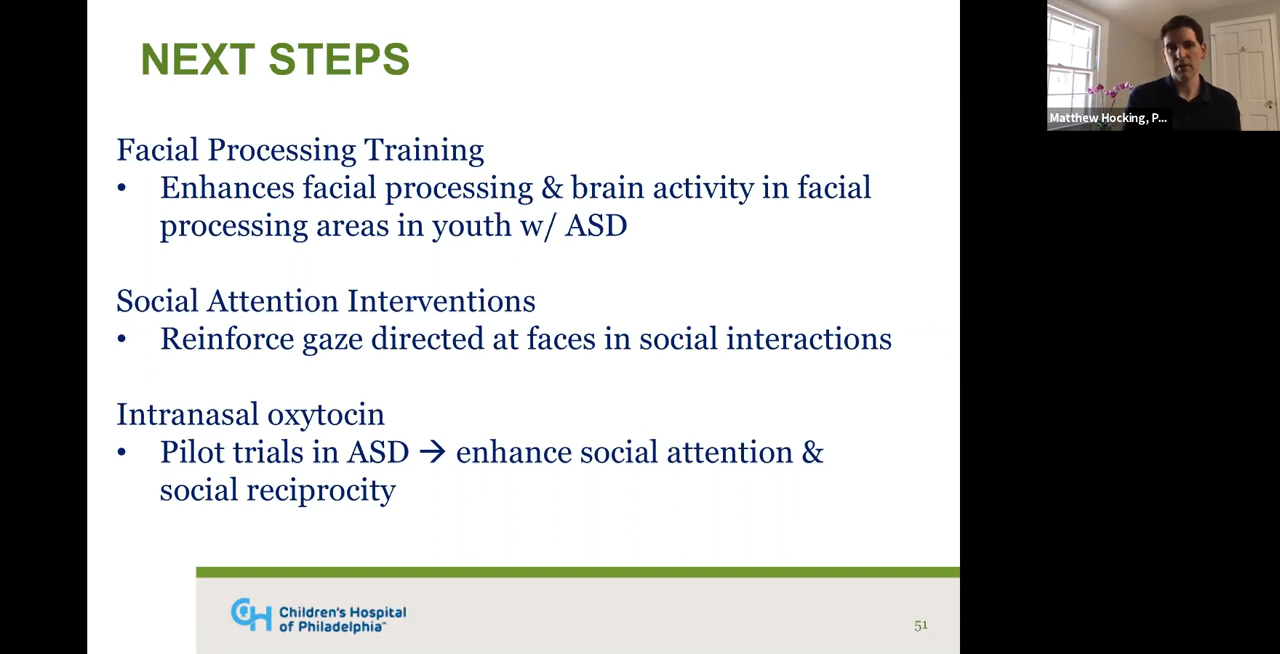 NEXT STEPS
Facial Processing Training
• Enhances facial processing & brain activity in facial
processing areas in youth w/ ASD
Social Attention Interventions
• Reinforce gaze directed at faces in social interactions
Intranasal oxytocin
• Pilot trials in ASD → enhance social attention &
social reciprocity
CH Children's Hospital
of Philadelphia™
51
Matthew Hocking, P...